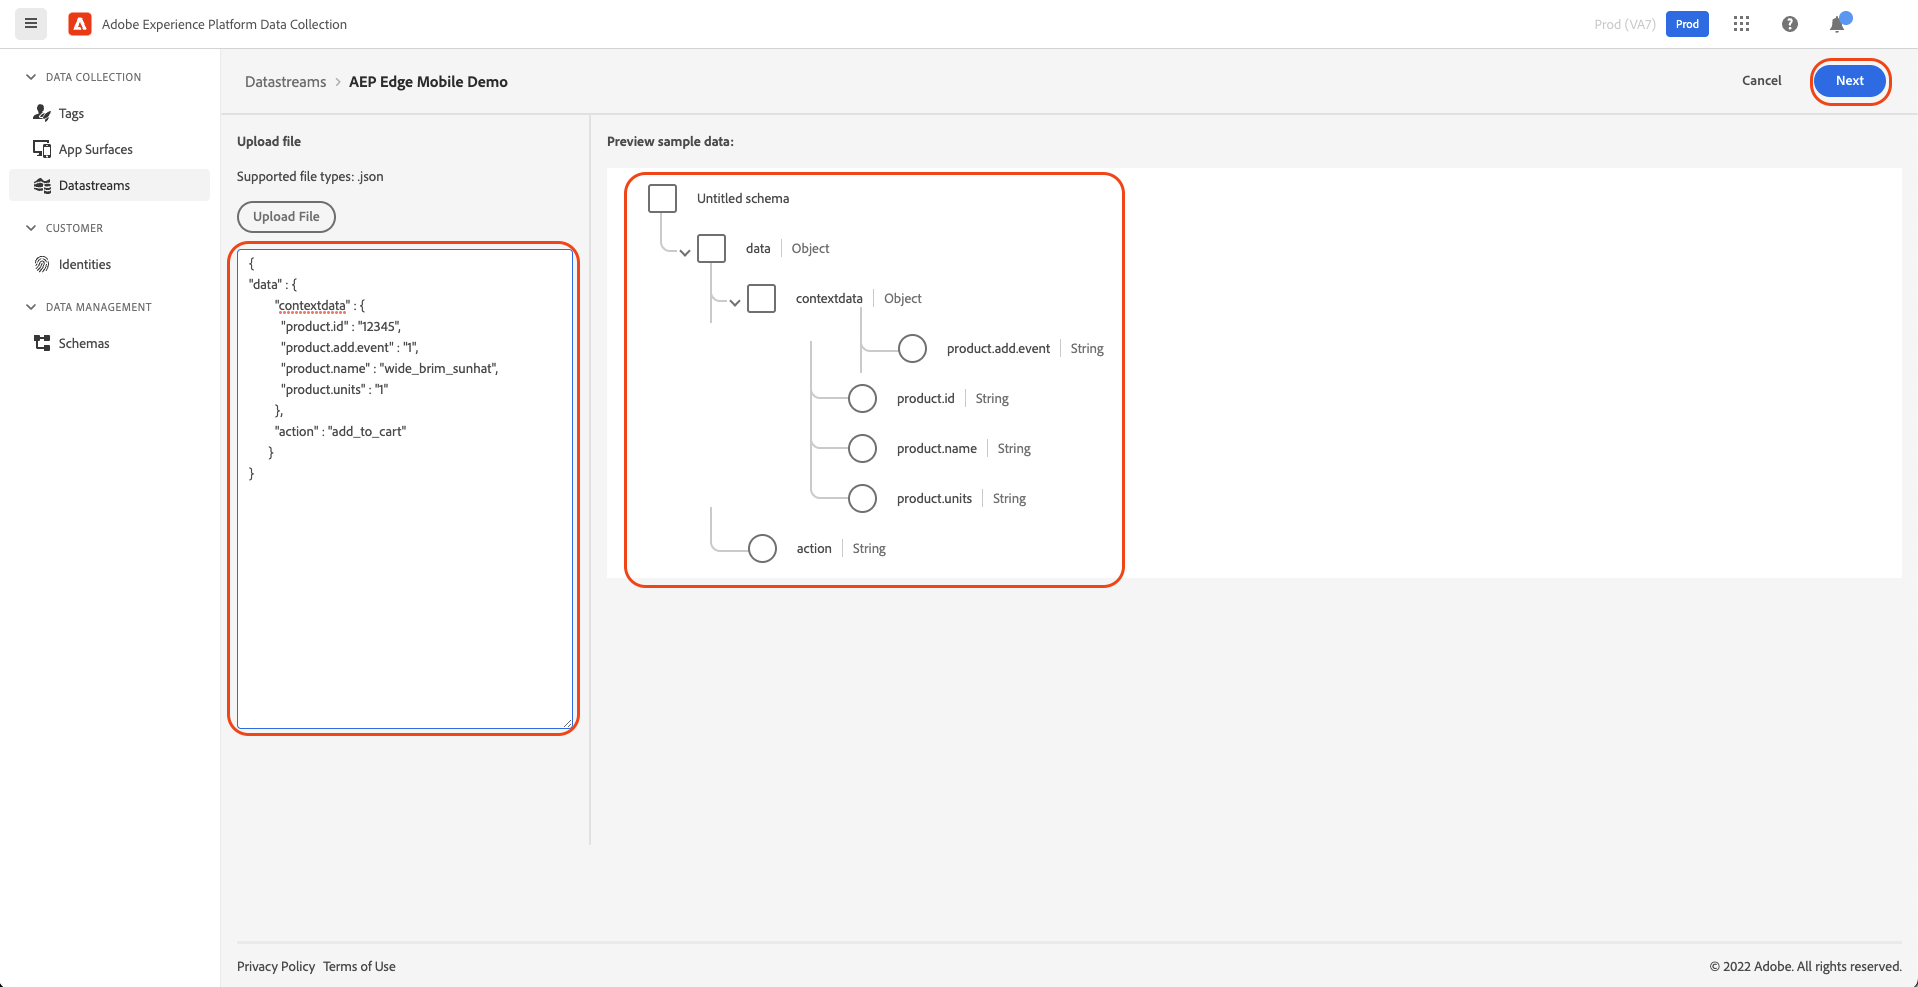 Adobe Experience Platform Data Collection
Prod (VA7)
Prod
DATA COLLECTION
Tags
App Surfaces
Datastreams
CUSTOMER
Identities
DATA MANAGEMENT
Schemas
Datastreams > AEP Edge Mobile Demo
Cancel
Next
Upload file
Supported file types: .json
Upload File
{
"data" : {
"contextdata" : {
"product.id" : "12345",
"product.add.event" : "1",
"product.name" : "wide_brim_sunhat",
"product.units" : "1"
},
"action" : "add_to_cart"
}
}
Preview sample data:
Untitled schema
data | Object
contextdata | Object
product.add.event | String
product.id | String
product.name | String
product.units | String
action | String
Privacy Policy Terms of Use
© 2022 Adobe. All rights reserved.